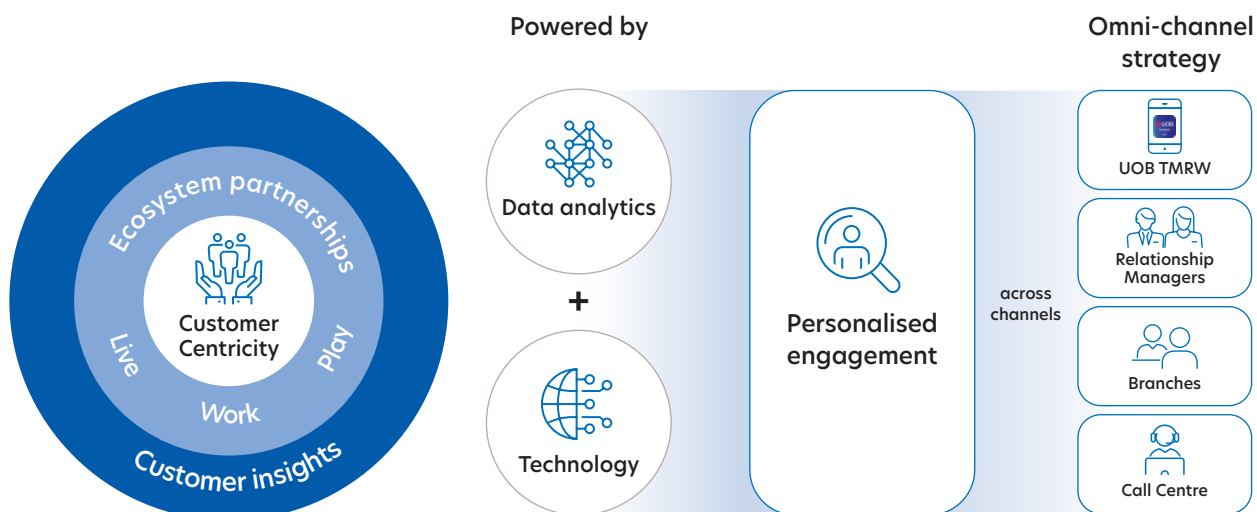 Powered by
Omni-channel
strategy
Ecosystem partnerships
Live
Work
Play
Customer
Centricity
Customer insights
Data analytics
+
Technology
Personalised
engagement
across
channels
UOB
UOB TMRW
Relationship
Managers
Branches
Call Centre